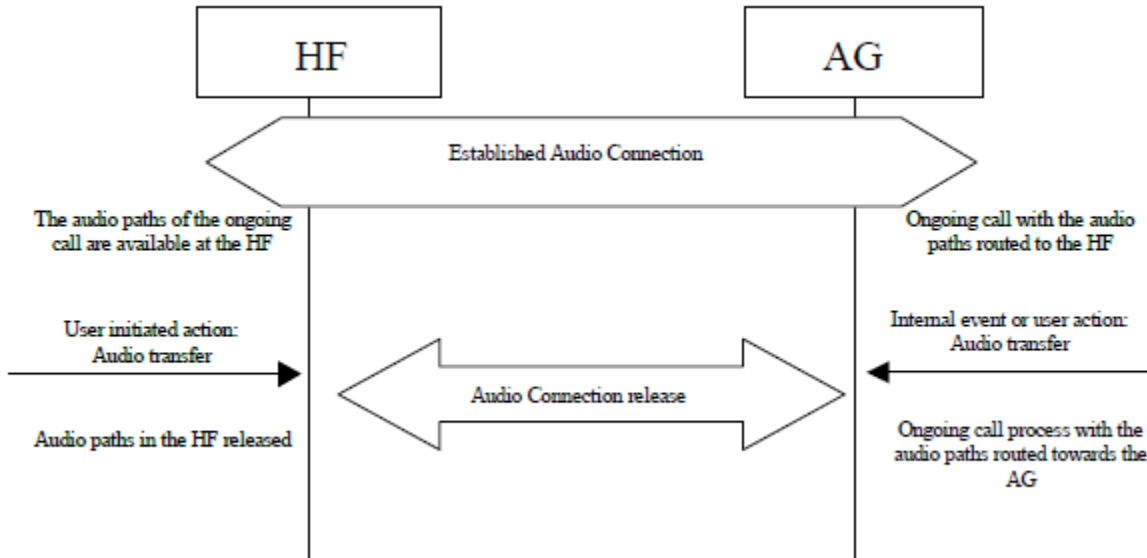 HF
AG
Established Audio Connection
The audio paths of the ongoing
call are available at the HF
Ongoing call with the audio
paths routed to the HF
User initiated action:
Audio transfer
Internal event or user action:
Audio transfer
Audio Connection release
Audio paths in the HF released
Ongoing call process with the
audio paths routed towards the
AG